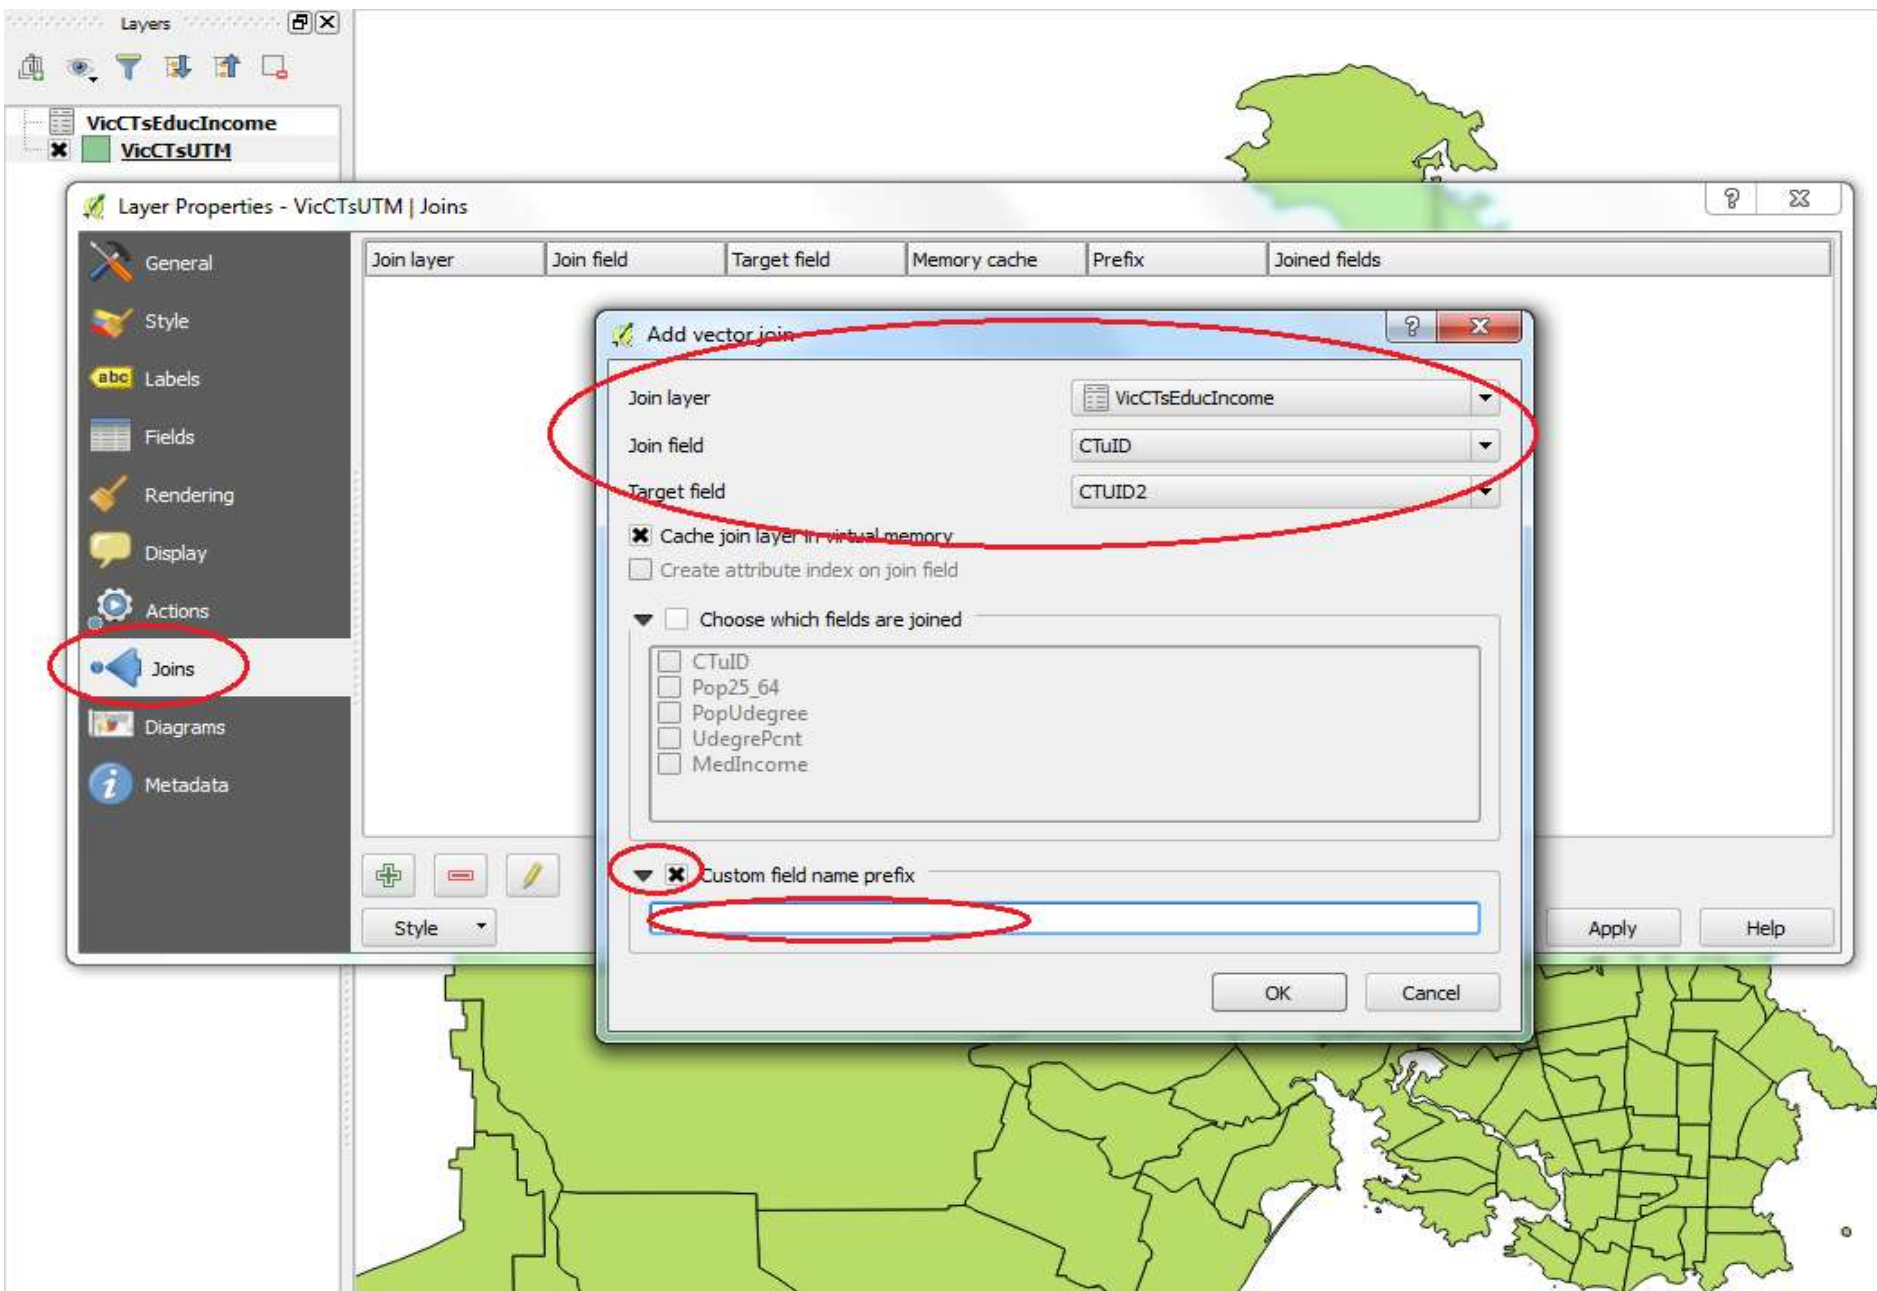 Layers
VicCTsEducIncome
VicCTsUTM
Layer Properties - VicCTsUTM | Joins
General
Style
abc Labels
Fields
Rendering
Display
Actions
Joins
Diagrams
Metadata
Join layer Join field Target field Memory cache Prefix Joined fields
Add vector join
Join layer VicCTsEducIncome
Join field CTuID
Target field CTUID2
Cache join layer in virtual memory
Create attribute index on join field
Choose which fields are joined
CTuID
Pop25_64
PopUdegree
UdegrePcnt
MedIncome
Custom field name prefix
OK Cancel
Style Apply Help